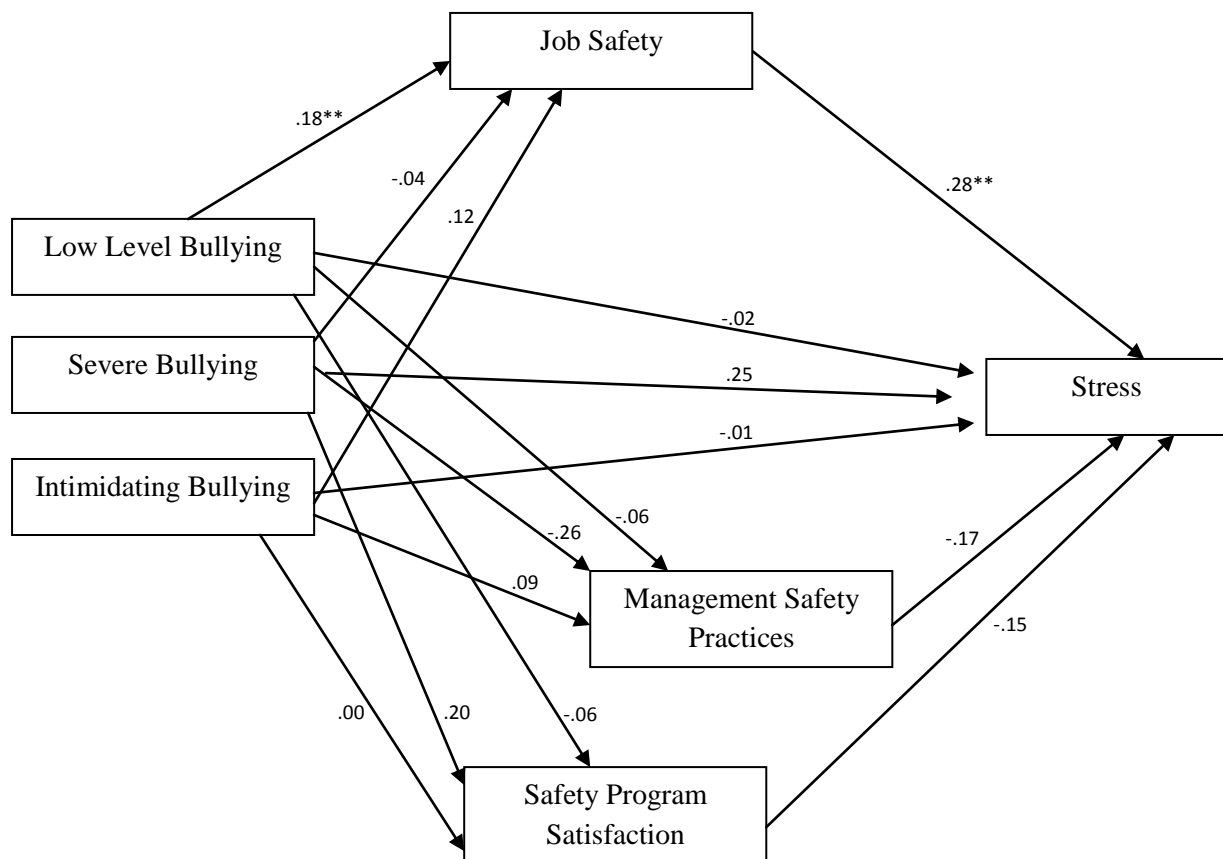 Job Safety
.18**
-.04
.12
.28**
Low Level Bullying
-.02
Severe Bullying
.25
Stress
-.01
Intimidating Bullying
-.06
-.26
-.17
.09
Management Safety
Practices
-.15
.00
.20
-.06
Safety Program
Satisfaction